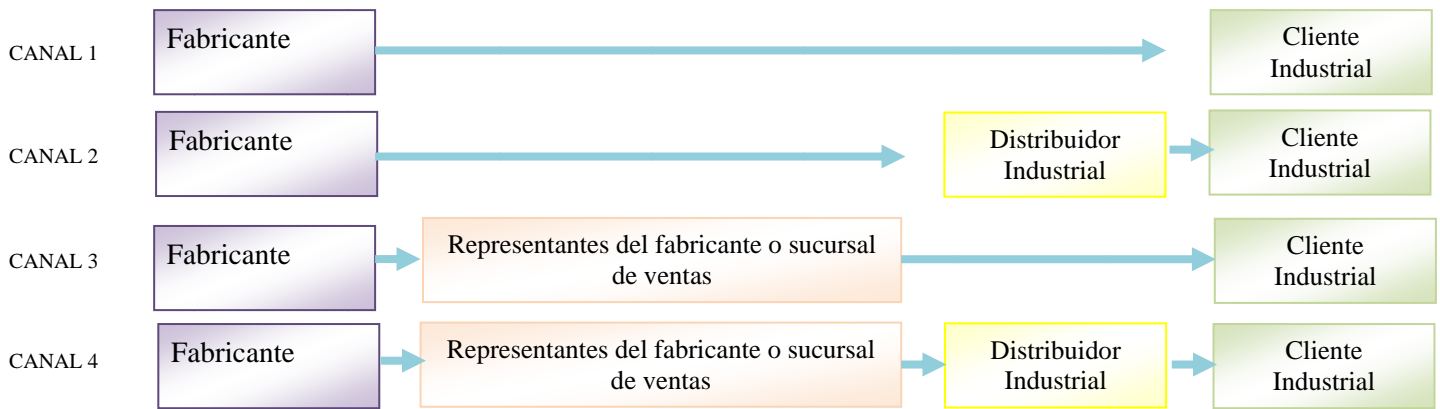 CANAL 1
Fabricante
Cliente
Industrial
CANAL 2
Fabricante
Distribuidor
Industrial
Cliente
Industrial
CANAL 3
Fabricante
Representantes del fabricante o sucursal
de ventas
Cliente
Industrial
CANAL 4
Fabricante
Representantes del fabricante o sucursal
de ventas
Distribuidor
Industrial
Cliente
Industrial